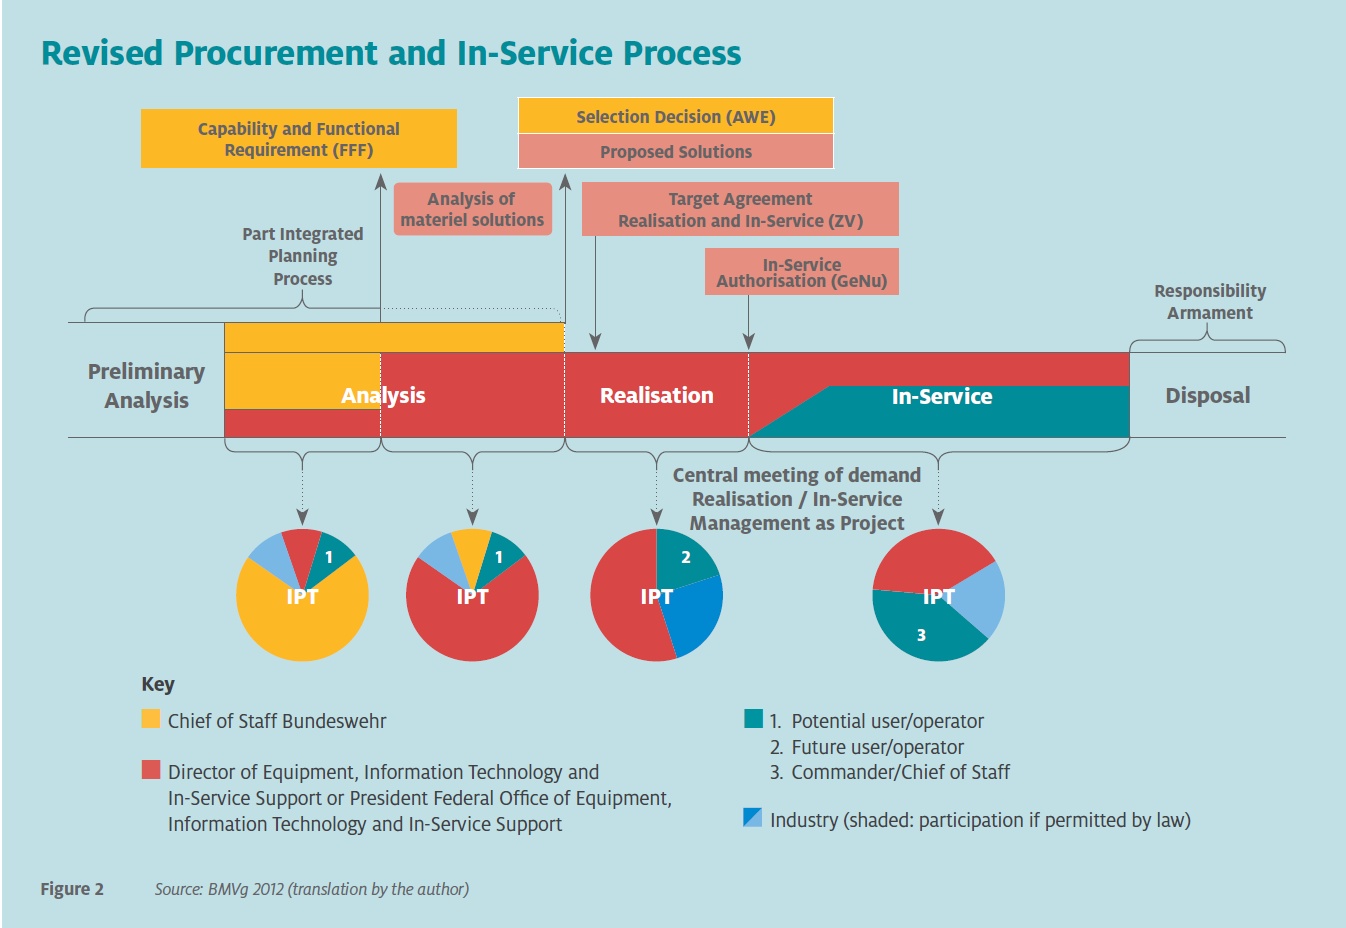 Revised Procurement and In-Service Process
Capability and Functional
Requirement (FFF)
Selection Decision (AWE)
Proposed Solutions
Analysis of
materiel solutions
Target Agreement
Realisation and In-Service (ZV)
Part Integrated
Planning
Process
In-Service
Authorisation (GeNu)
Responsibility
Armament
Preliminary
Analysis
Analysis
Realisation
In-Service
Disposal
Central meeting of demand
Realisation / In-Service
Management as Project
1
IPT
1
IPT
2
IPT
IPT
3
Key
Chief of Staff Bundeswehr
Director of Equipment, Information Technology and
In-Service Support or President Federal Office of Equipment,
Information Technology and In-Service Support
1. Potential user/operator
2. Future user/operator
3. Commander/Chief of Staff
Industry (shaded: participation if permitted by law)
Figure 2 Source: BMVg 2012 (translation by the author)